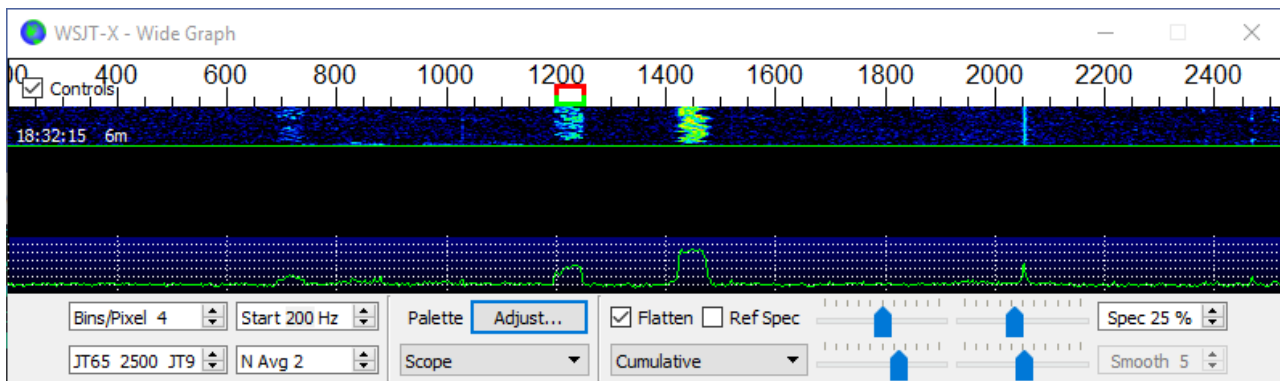 WSJT-X - Wide Graph
00 400 600 800 1000 1200 1400 1600 1800 2000 2200 2400
Controls
18:32:15 6m
Bins/Pixel 4 Start 200 Hz Palette Adjust... Flatten Ref Spec Spec 25 %
JT65 2500 JT9 N Avg 2 Scope Cumulative Smooth 5